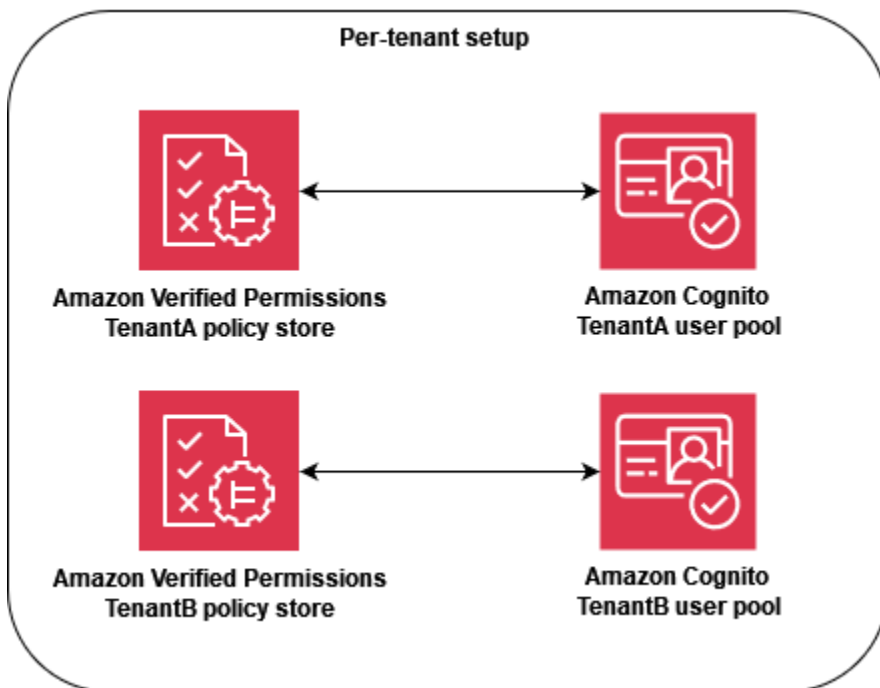 Per-tenant setup
Amazon Verified Permissions
TenantA policy store
Amazon Cognito
TenantA user pool
Amazon Verified Permissions
TenantB policy store
Amazon Cognito
TenantB user pool